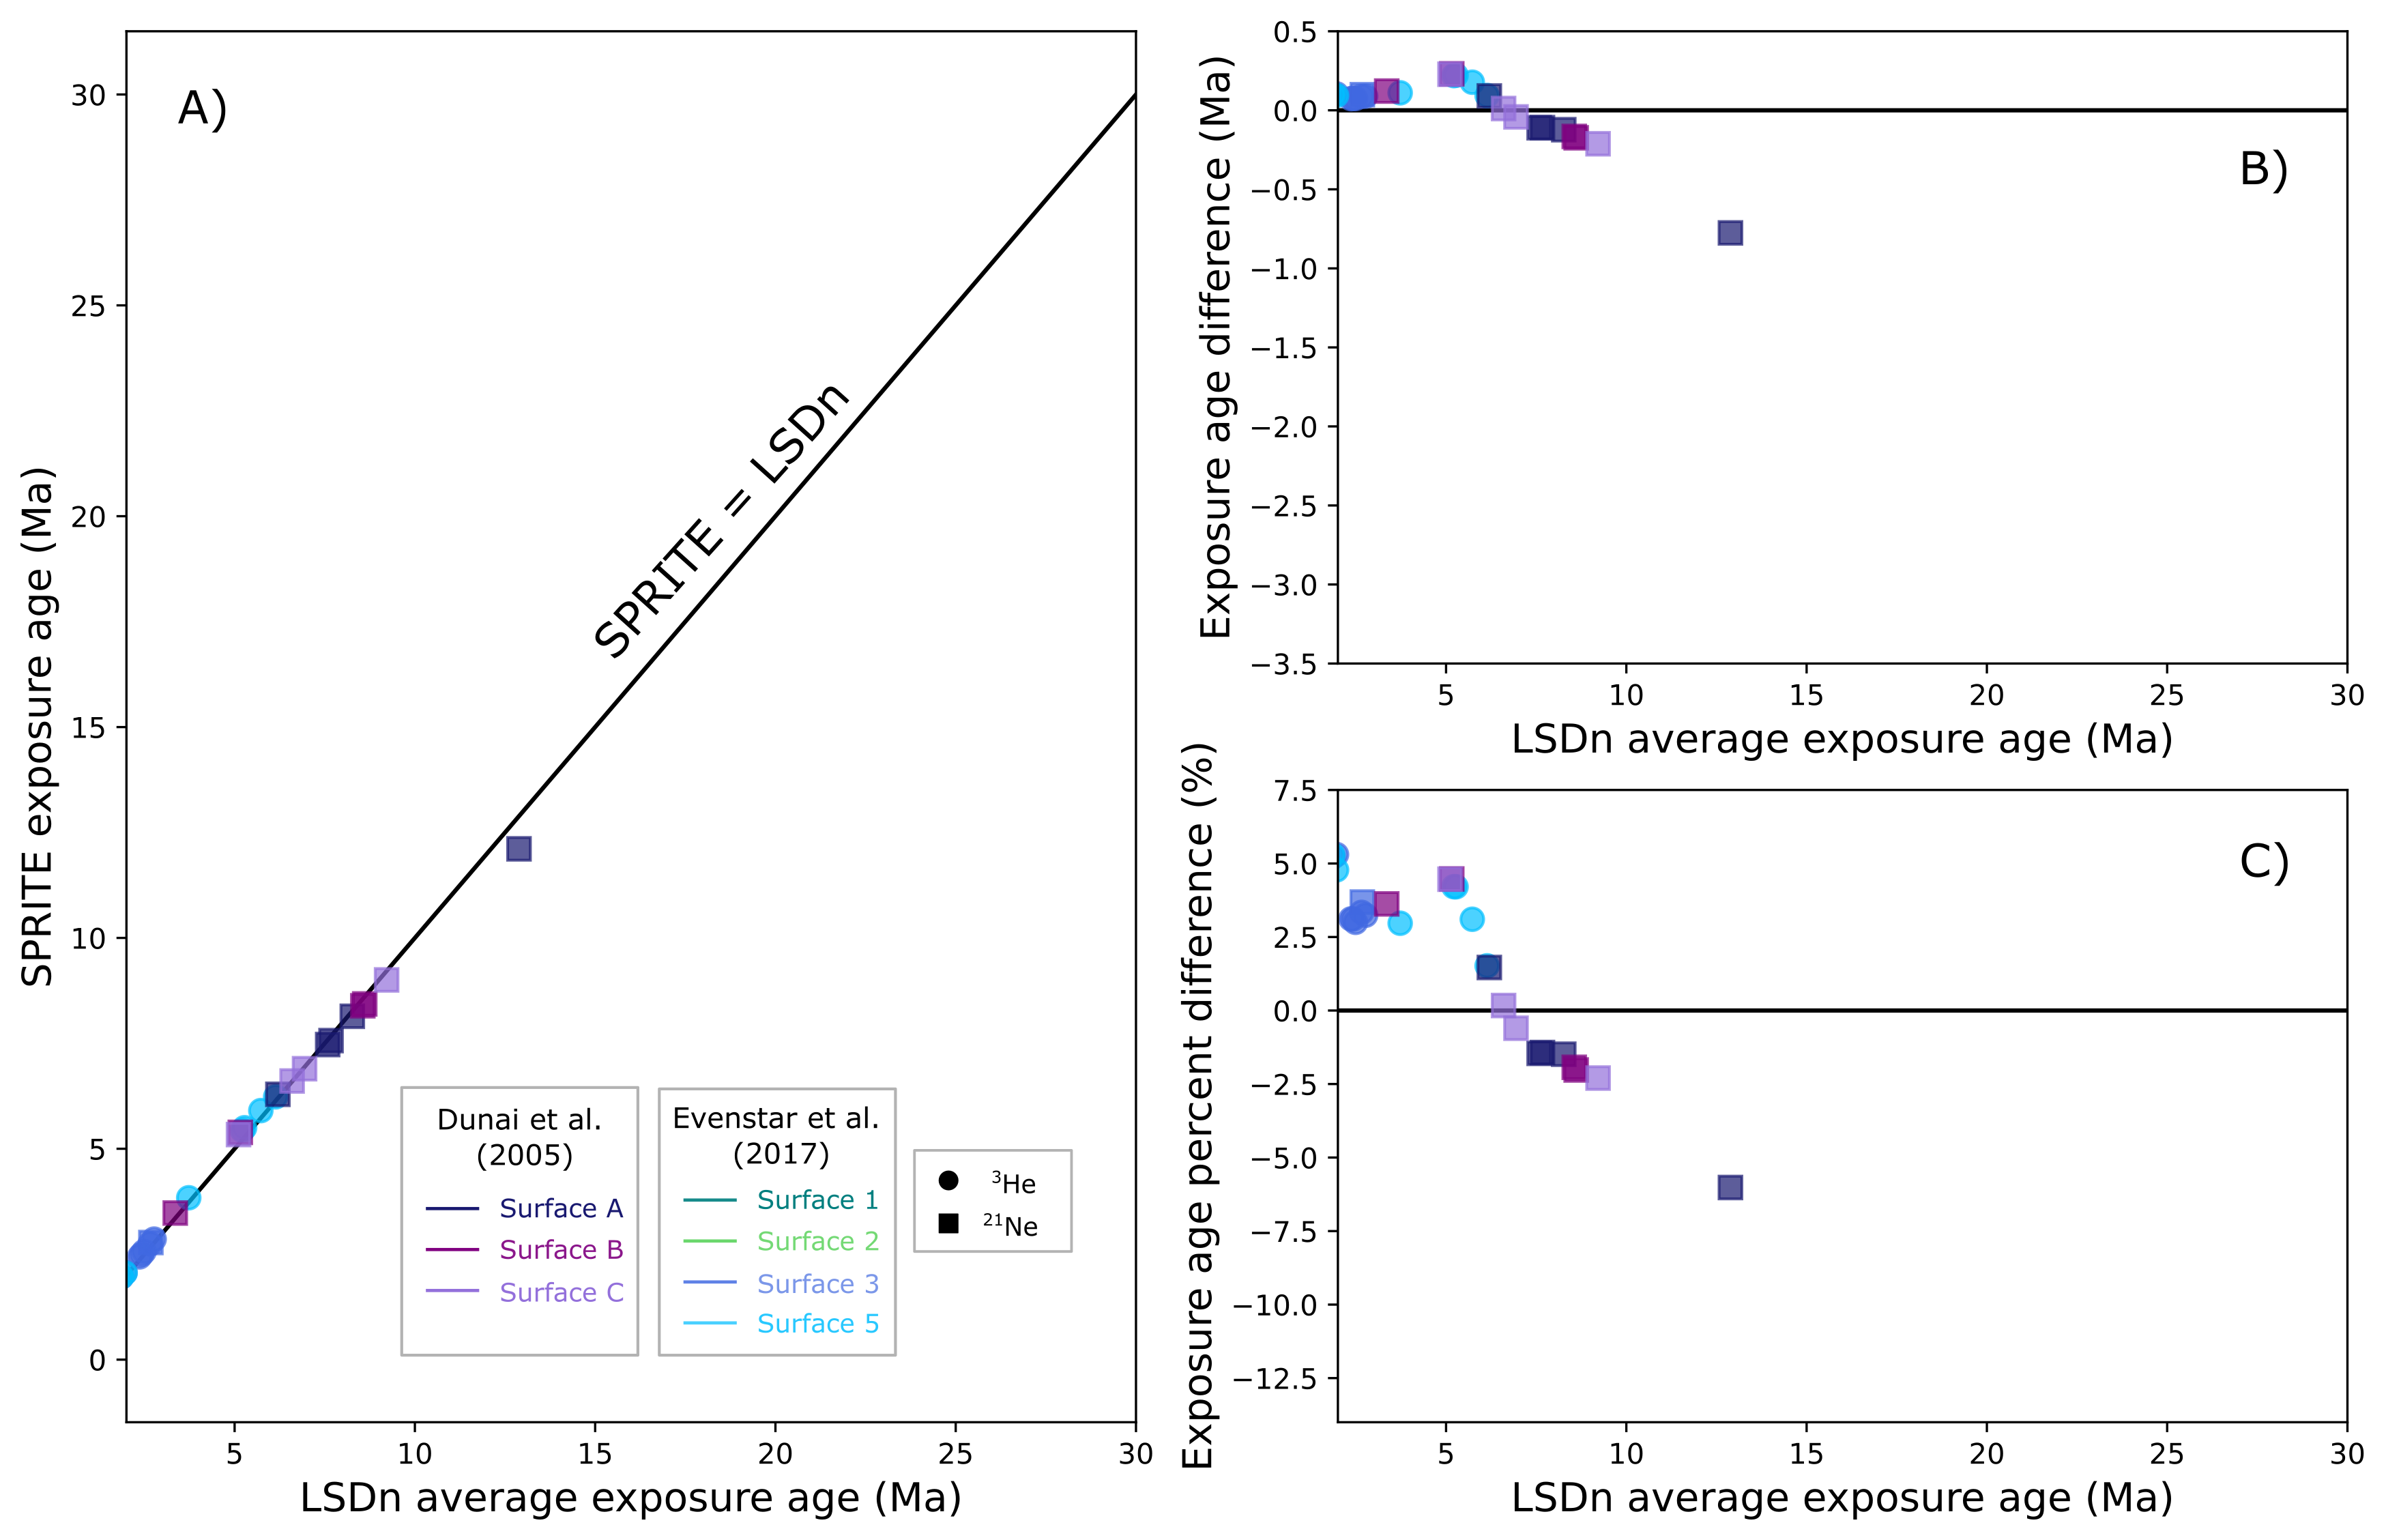 A)
30
25
20
15
10
5
0
SPRITE exposure age (Ma)
SPRITE = LSDn
Dunai et al.
(2005)
Surface A
Surface B
Surface C
Evenstar et al.
(2017)
Surface 1
Surface 2
Surface 3
Surface 5
³He
²¹Ne
5 10 15 20 25 30
LSDn average exposure age (Ma)
B)
0.5
0.0
−0.5
−1.0
−1.5
−2.0
−2.5
−3.0
−3.5
Exposure age difference (Ma)
5 10 15 20 25 30
LSDn average exposure age (Ma)
C)
7.5
5.0
2.5
0.0
−2.5
−5.0
−7.5
−10.0
−12.5
Exposure age percent difference (%)
5 10 15 20 25 30
LSDn average exposure age (Ma)